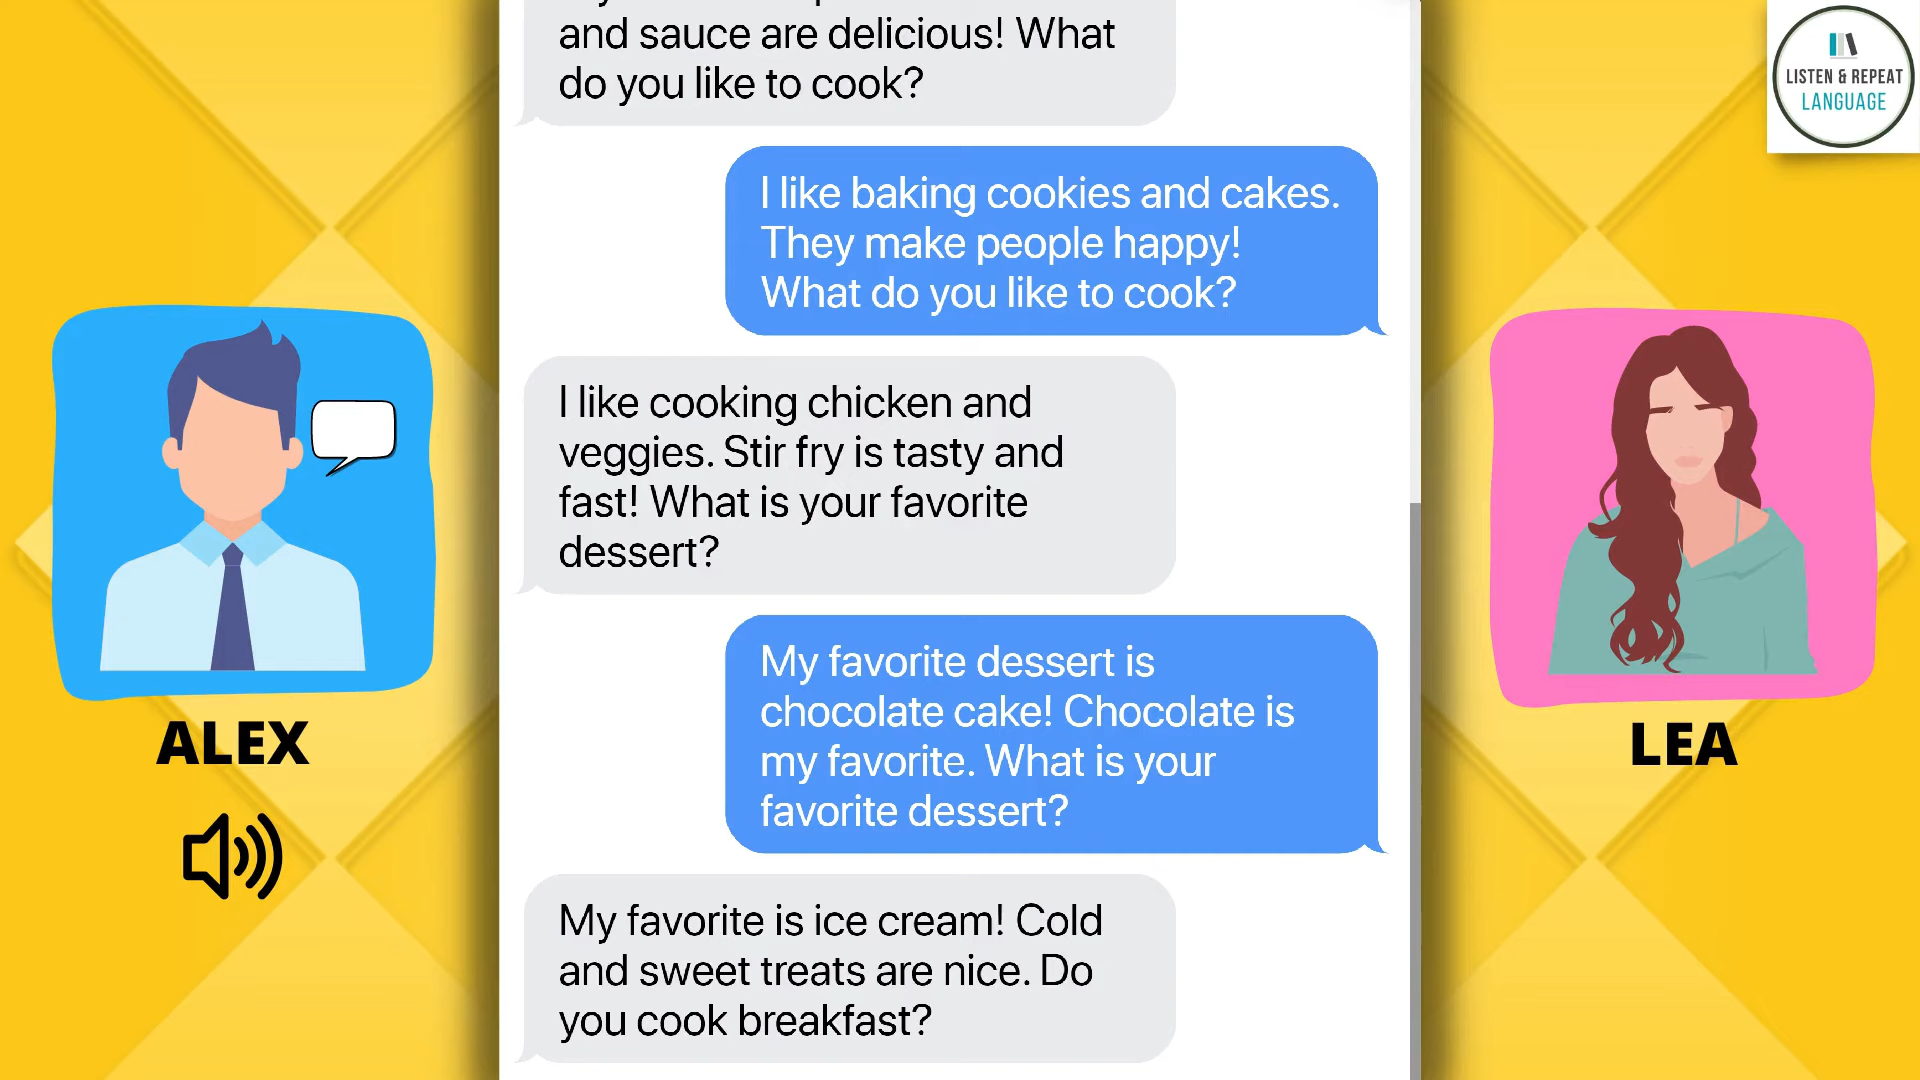 and sauce are delicious! What
do you like to cook?
I like baking cookies and cakes.
They make people happy!
What do you like to cook?
I like cooking chicken and
veggies. Stir fry is tasty and
fast! What is your favorite
dessert?
My favorite dessert is
chocolate cake! Chocolate is
my favorite. What is your
favorite dessert?
My favorite is ice cream! Cold
and sweet treats are nice. Do
you cook breakfast?
ALEX
LEA
LISTEN & REPEAT
LANGUAGE